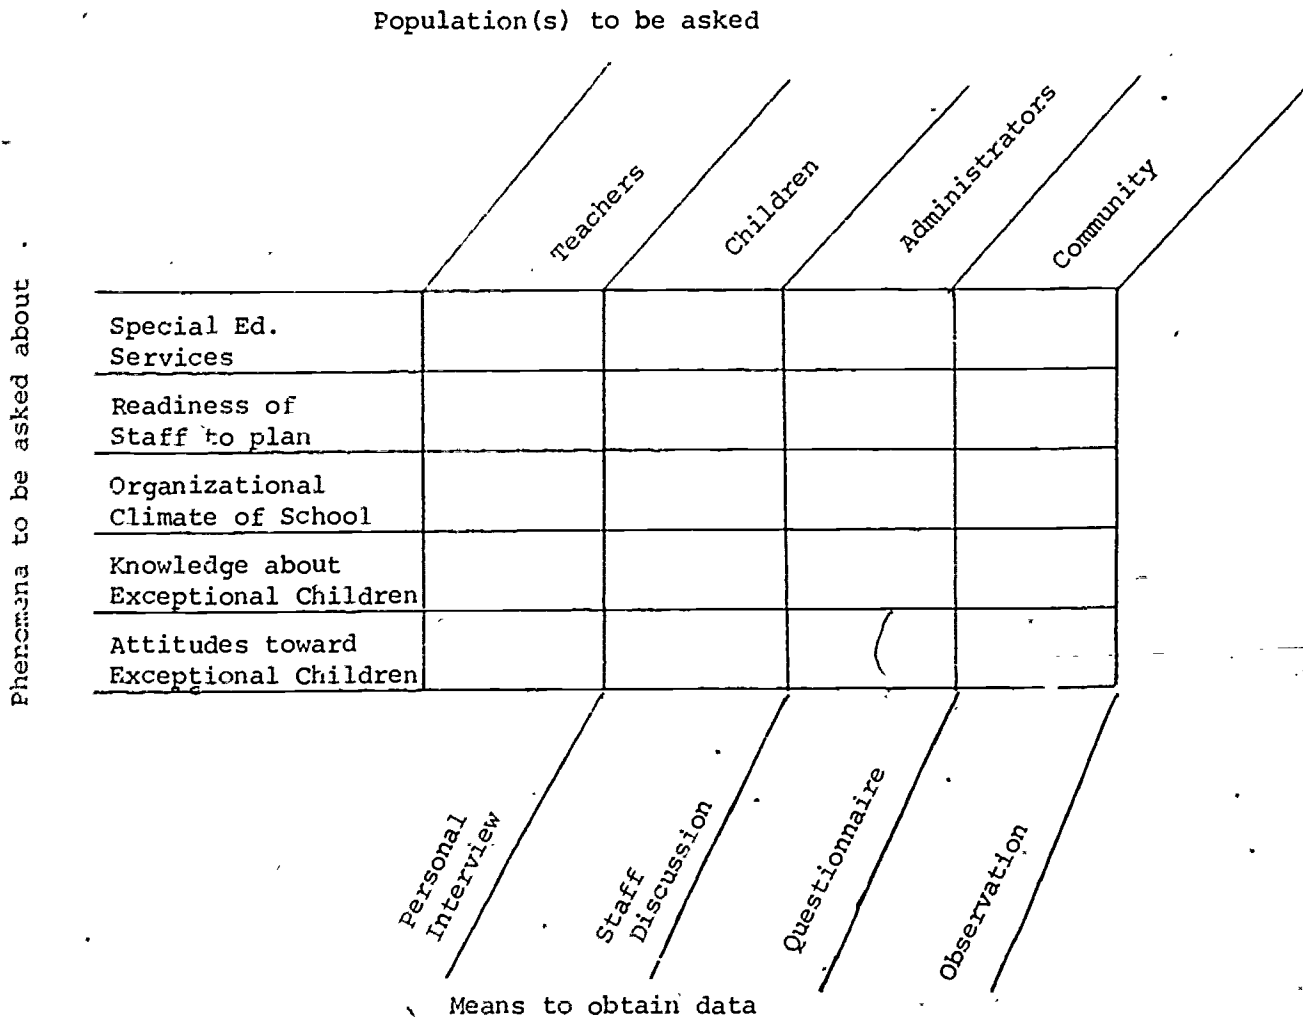 Population(s) to be asked
Teachers
Children
Administrators
Community
Phenomena to be asked about
Special Ed.
Services
Readiness of
Staff to plan
Organizational
Climate of School
Knowledge about
Exceptional Children
Attitudes toward
Exceptional Children
Personal
Interview
Staff
Discussion
Questionnaire
Observation
Means to obtain data